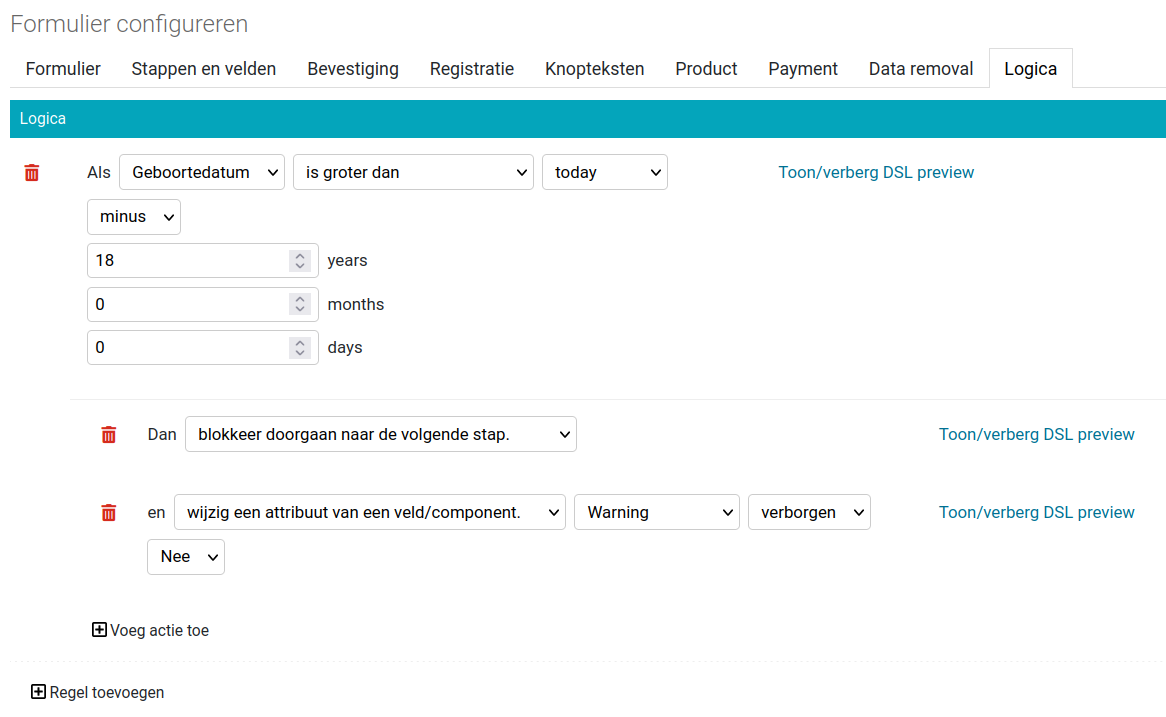 Formulier configureren
Formulier Stappen en velden Bevestiging Registratie Knopteksten Product Payment Data removal Logica
Logica
Als Geboortedatum is groter dan today Toon/verberg DSL preview
minus
18 years
0 months
0 days
Dan blokkeer doorgaan naar de volgende stap. Toon/verberg DSL preview
en wijzig een attribuut van een veld/component. Warning verborgen Toon/verberg DSL preview
Nee
Voeg actie toe
Regel toevoegen